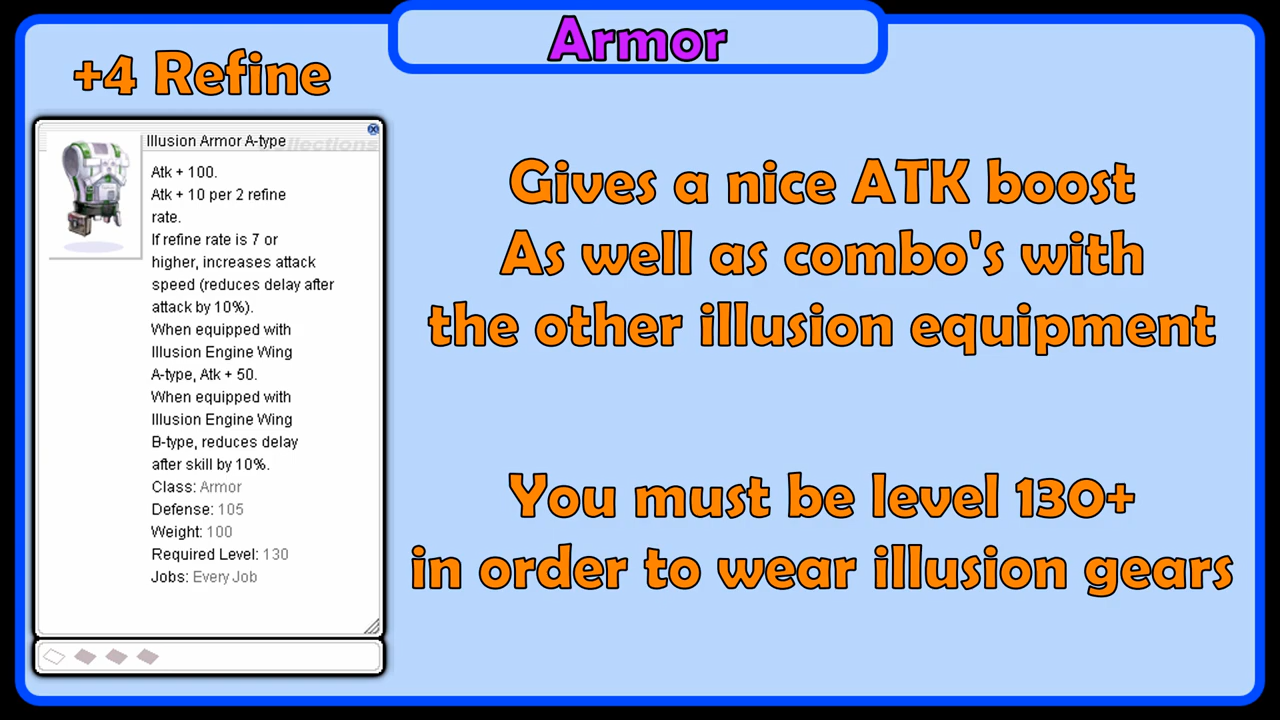 Armor
+4 Refine
Illusion Armor A-type
Atk + 100.
Atk + 10 per 2 refine
rate.
If refine rate is 7 or
higher, increases attack
speed (reduces delay after
attack by 10%).
When equipped with
Illusion Engine Wing
A-type, Atk + 50.
When equipped with
Illusion Engine Wing
B-type, reduces delay
after skill by 10%.
Class: Armor
Defense: 105
Weight: 100
Required Level: 130
Jobs: Every Job
Gives a nice ATK boost
As well as combo's with
the other illusion equipment
You must be level 130+
in order to wear illusion gears